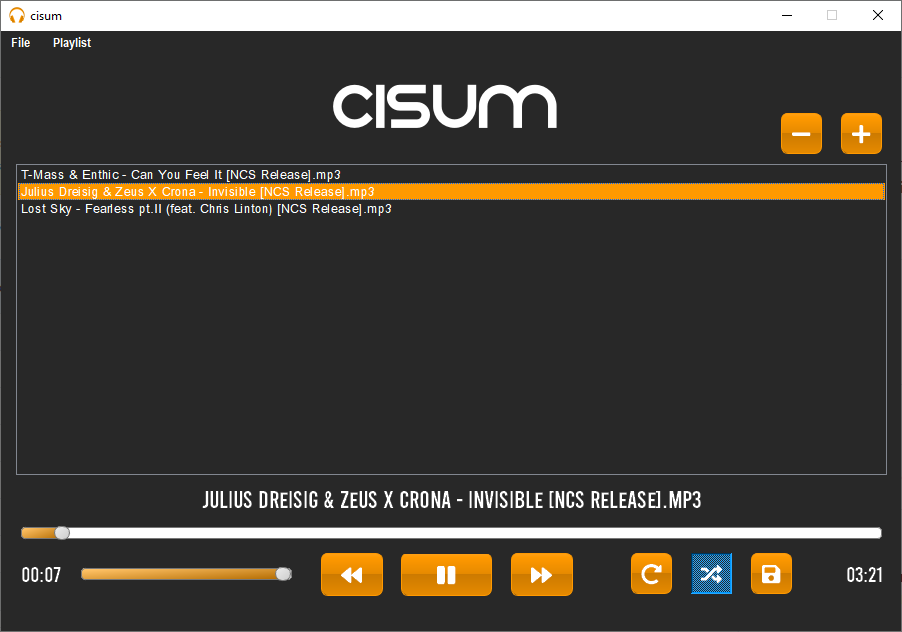 cisum
File Playlist
cisum
T-Mass & Enthic - Can You Feel It [NCS Release].mp3
Julius Dreisig & Zeus X Crona - Invisible [NCS Release].mp3
Lost Sky - Fearless pt.II (feat. Chris Linton) [NCS Release].mp3
JULIUS DREISIG & ZEUS X CRONA - INVISIBLE [NCS RELEASE].MP3
00:07 03:21